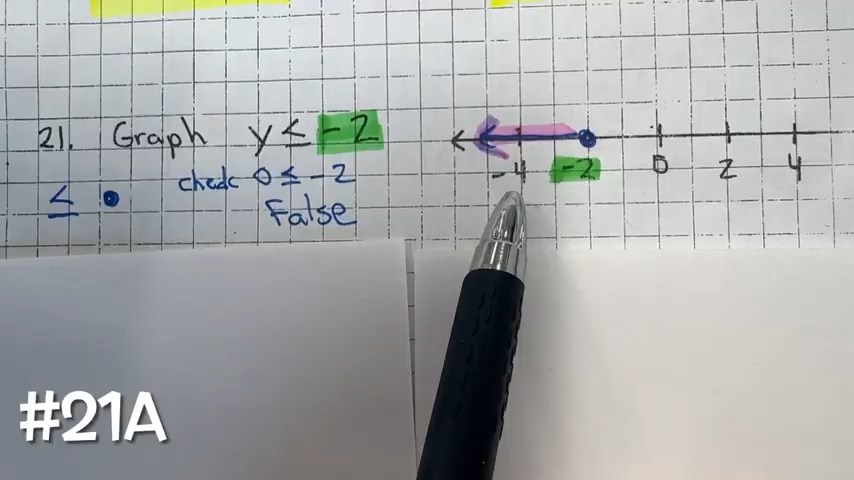 21. Graph y ≤ -2
≤ • check 0 ≤ -2
False
-4 -2 0 2 4
#21A